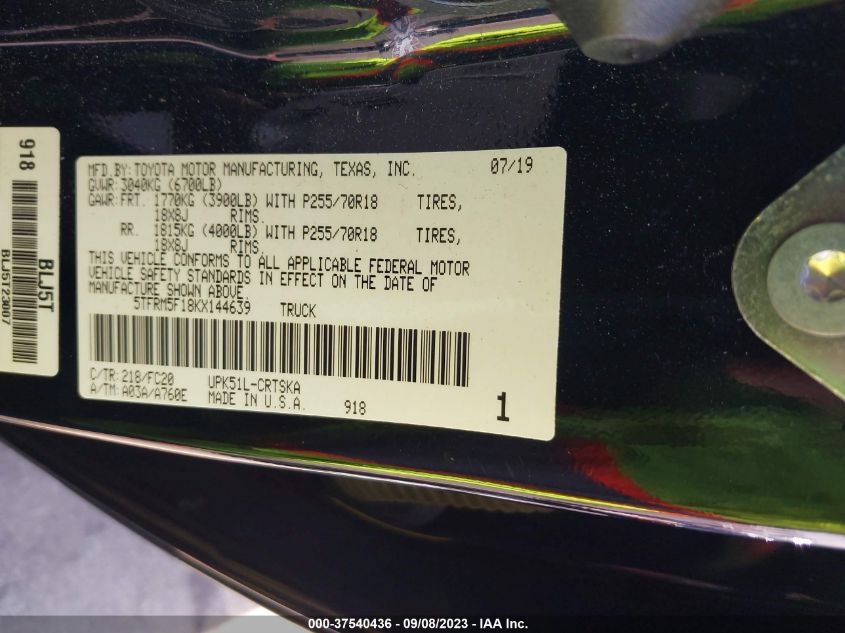 918
BLJ5T
BLJ5T23007
MFD.BY:TOYOTA MOTOR MANUFACTURING, TEXAS, INC. 07/19
GVWR:3040KG (6700LB)
GAWR:FRT. 1770KG (3900LB) WITH P255/70R18 TIRES,
18X8J RIMS.
RR. 1815KG (4000LB) WITH P255/70R18 TIRES,
18X8J RIMS.
THIS VEHICLE CONFORMS TO ALL APPLICABLE FEDERAL MOTOR
VEHICLE SAFETY STANDARDS IN EFFECT ON THE DATE OF
MANUFACTURE SHOWN ABOVE.
5TFRM5F18KX144639 TRUCK
C/TR:218/FC20 UPK51L-CRTSKA
A/TM:A03A/A760E MADE IN U.S.A. 918 1
000-37540436 - 09/08/2023 - IAA Inc.